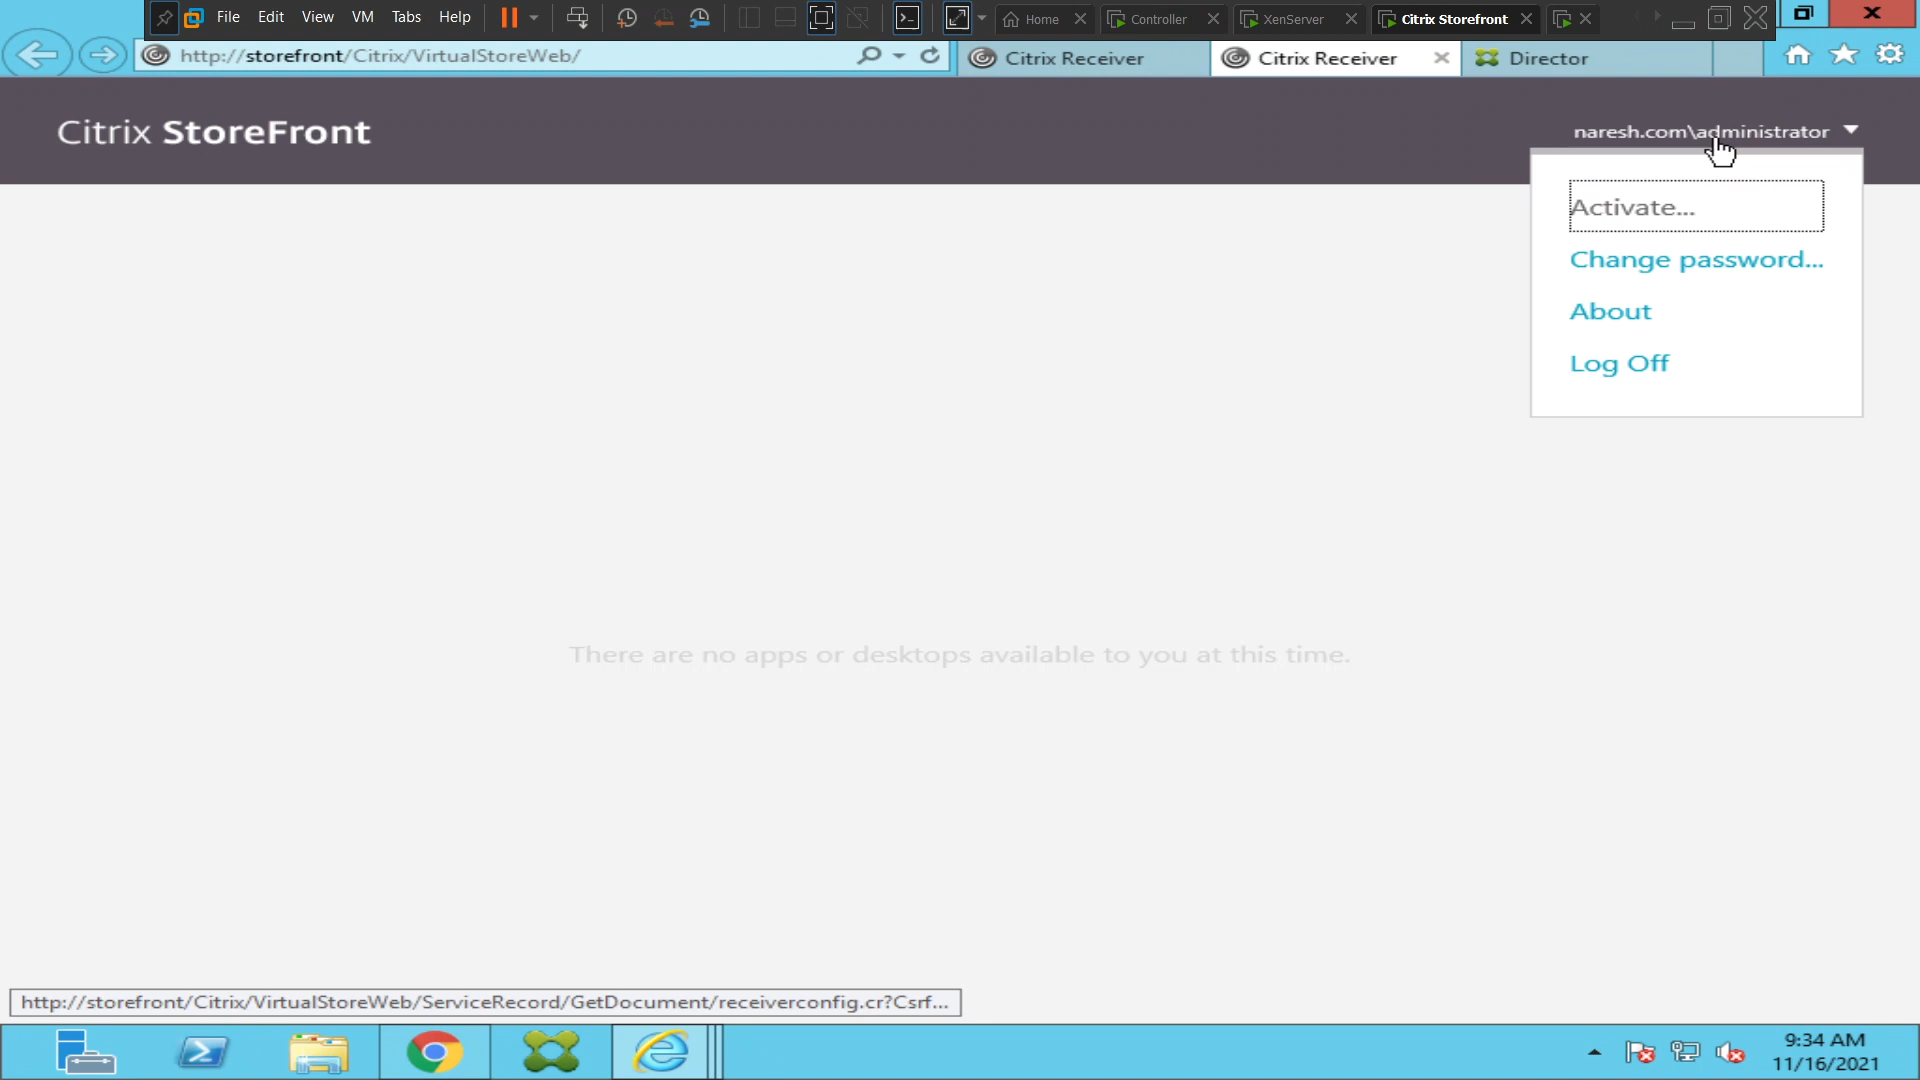 File Edit View VM Tabs Help
Home
Controller
XenServer
Citrix Storefront
http://storefront/Citrix/VirtualStoreWeb/
Citrix Receiver
Citrix Receiver
Director
Citrix StoreFront
naresh.com\administrator
Activate...
Change password...
About
Log Off
There are no apps or desktops available to you at this time.
http://storefront/Citrix/VirtualStoreWeb/ServiceRecord/GetDocument/receiverconfig.cr?Csrf...
9:34 AM
11/16/2021